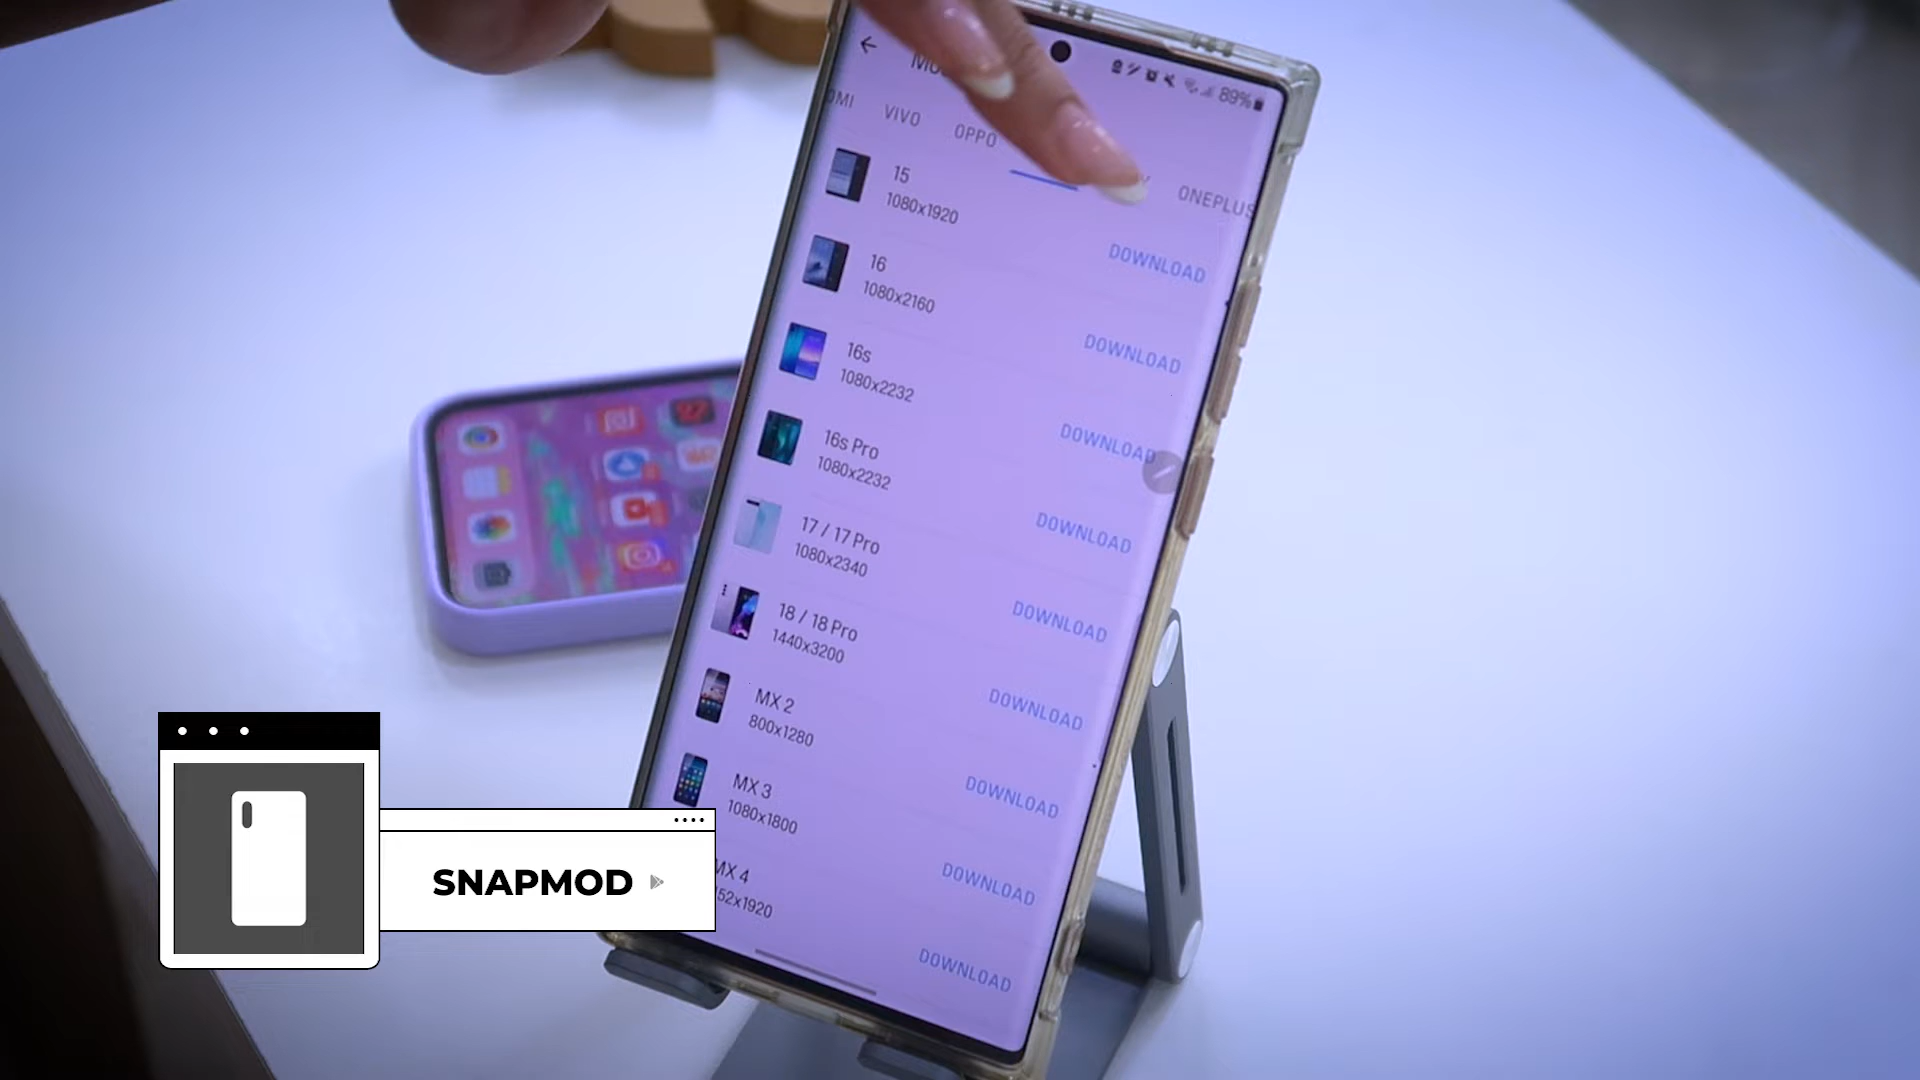 89%
VIVO
OPPO
ONEPLUS
15
1080x1920
DOWNLOAD
16
1080x2160
DOWNLOAD
16s
1080x2232
DOWNLOAD
16s Pro
1080x2232
DOWNLOAD
17 / 17 Pro
1080x2340
DOWNLOAD
18 / 18 Pro
1440x3200
DOWNLOAD
MX 2
800x1280
DOWNLOAD
MX 3
1080x1800
DOWNLOAD
MX 4
52x1920
DOWNLOAD
SNAPMOD